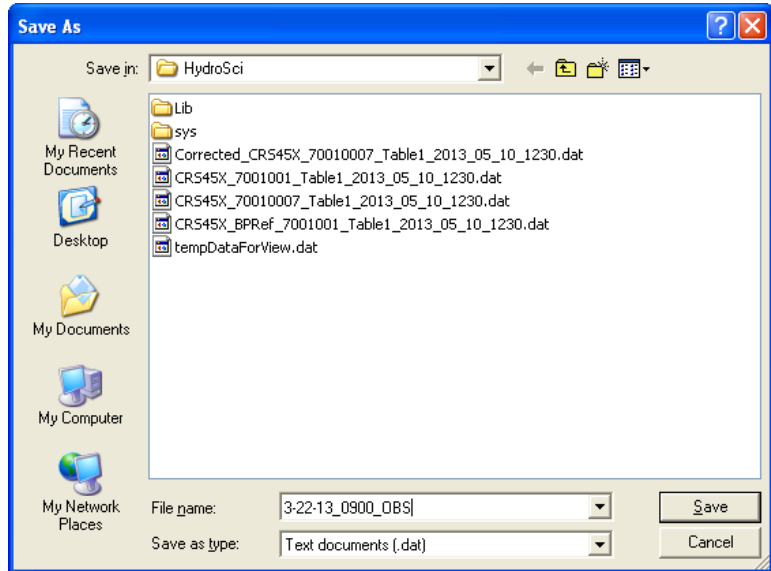 Save As
Save in:
HydroSci
Lib
sys
Corrected_CRS45X_70010007_Table1_2013_05_10_1230.dat
CRS45X_7001001_Table1_2013_05_10_1230.dat
CRS45X_70010007_Table1_2013_05_10_1230.dat
CRS45X_BPRef_7001001_Table1_2013_05_10_1230.dat
tempDataForView.dat
My Recent
Documents
Desktop
My Documents
My Computer
My Network
Places
File name:
3-22-13_0900_OBS
Save
Save as type:
Text documents (.dat)
Cancel